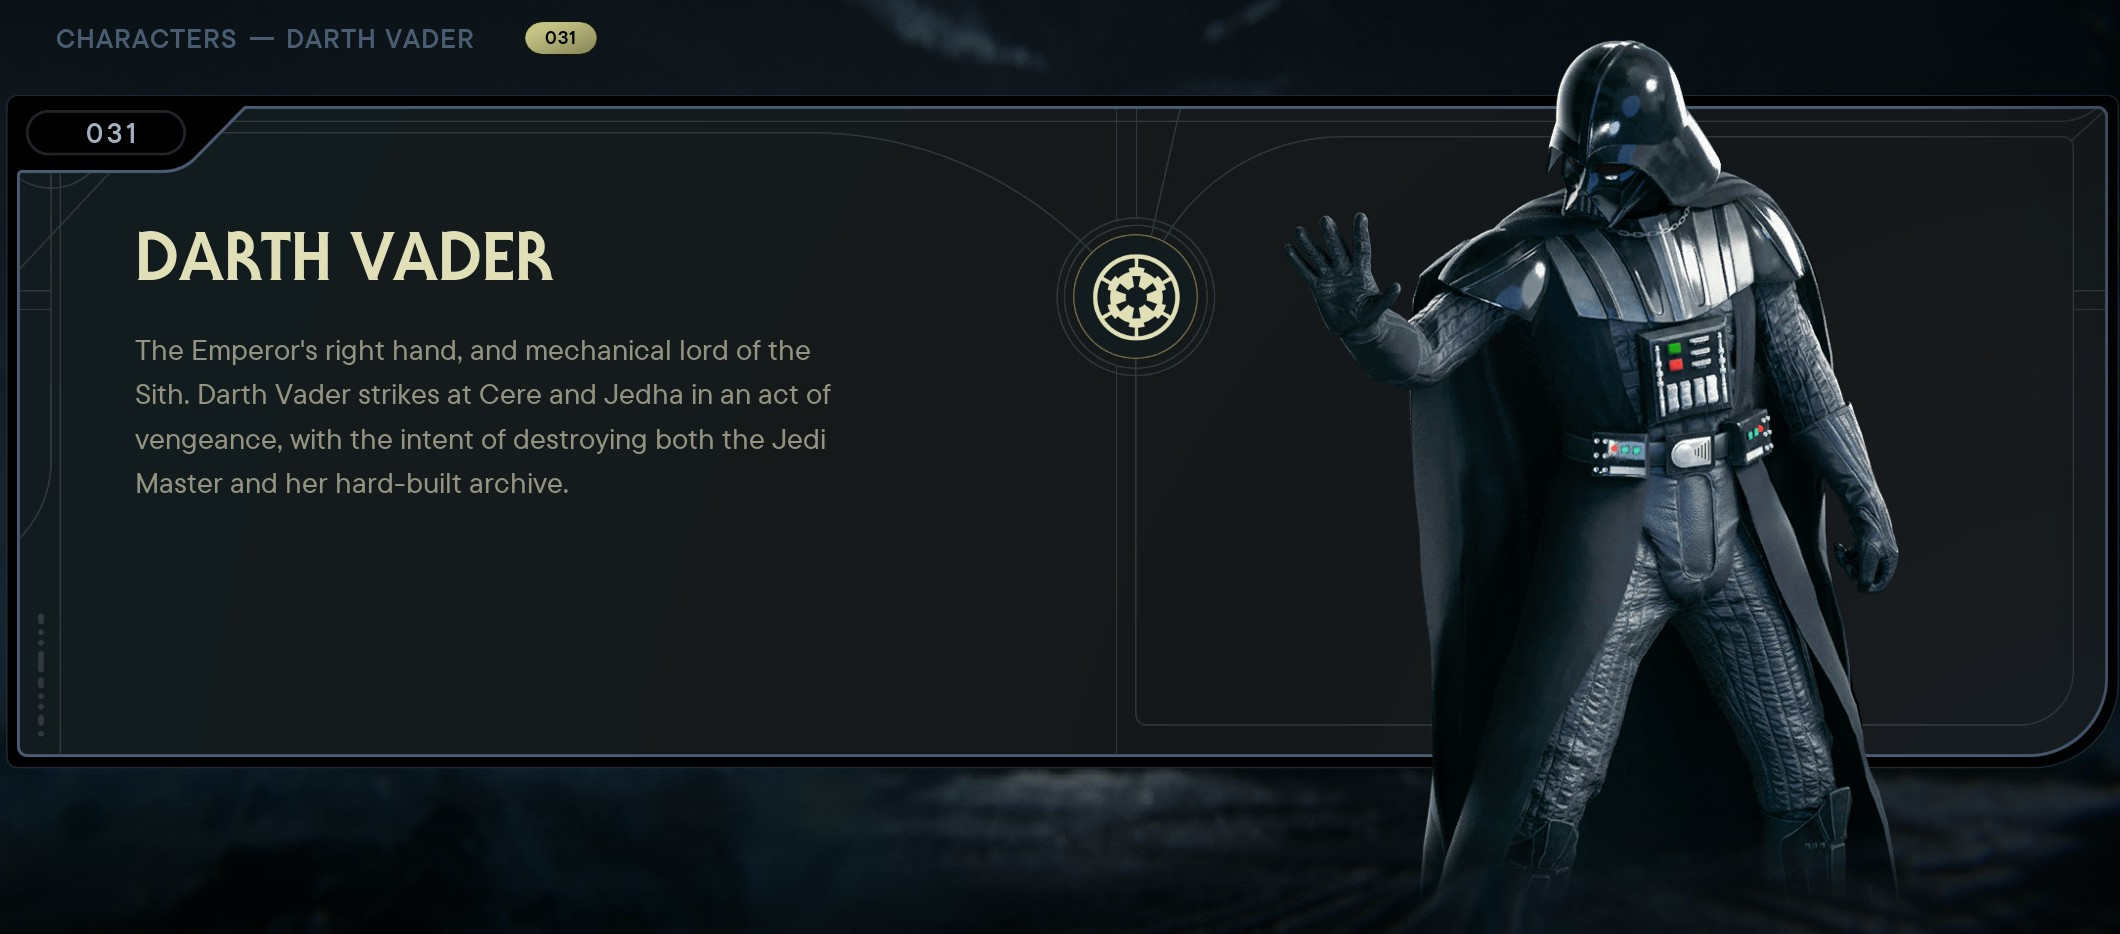 CHARACTERS — DARTH VADER 031
031
DARTH VADER
The Emperor's right hand, and mechanical lord of the
Sith. Darth Vader strikes at Cere and Jedha in an act of
vengeance, with the intent of destroying both the Jedi
Master and her hard-built archive.